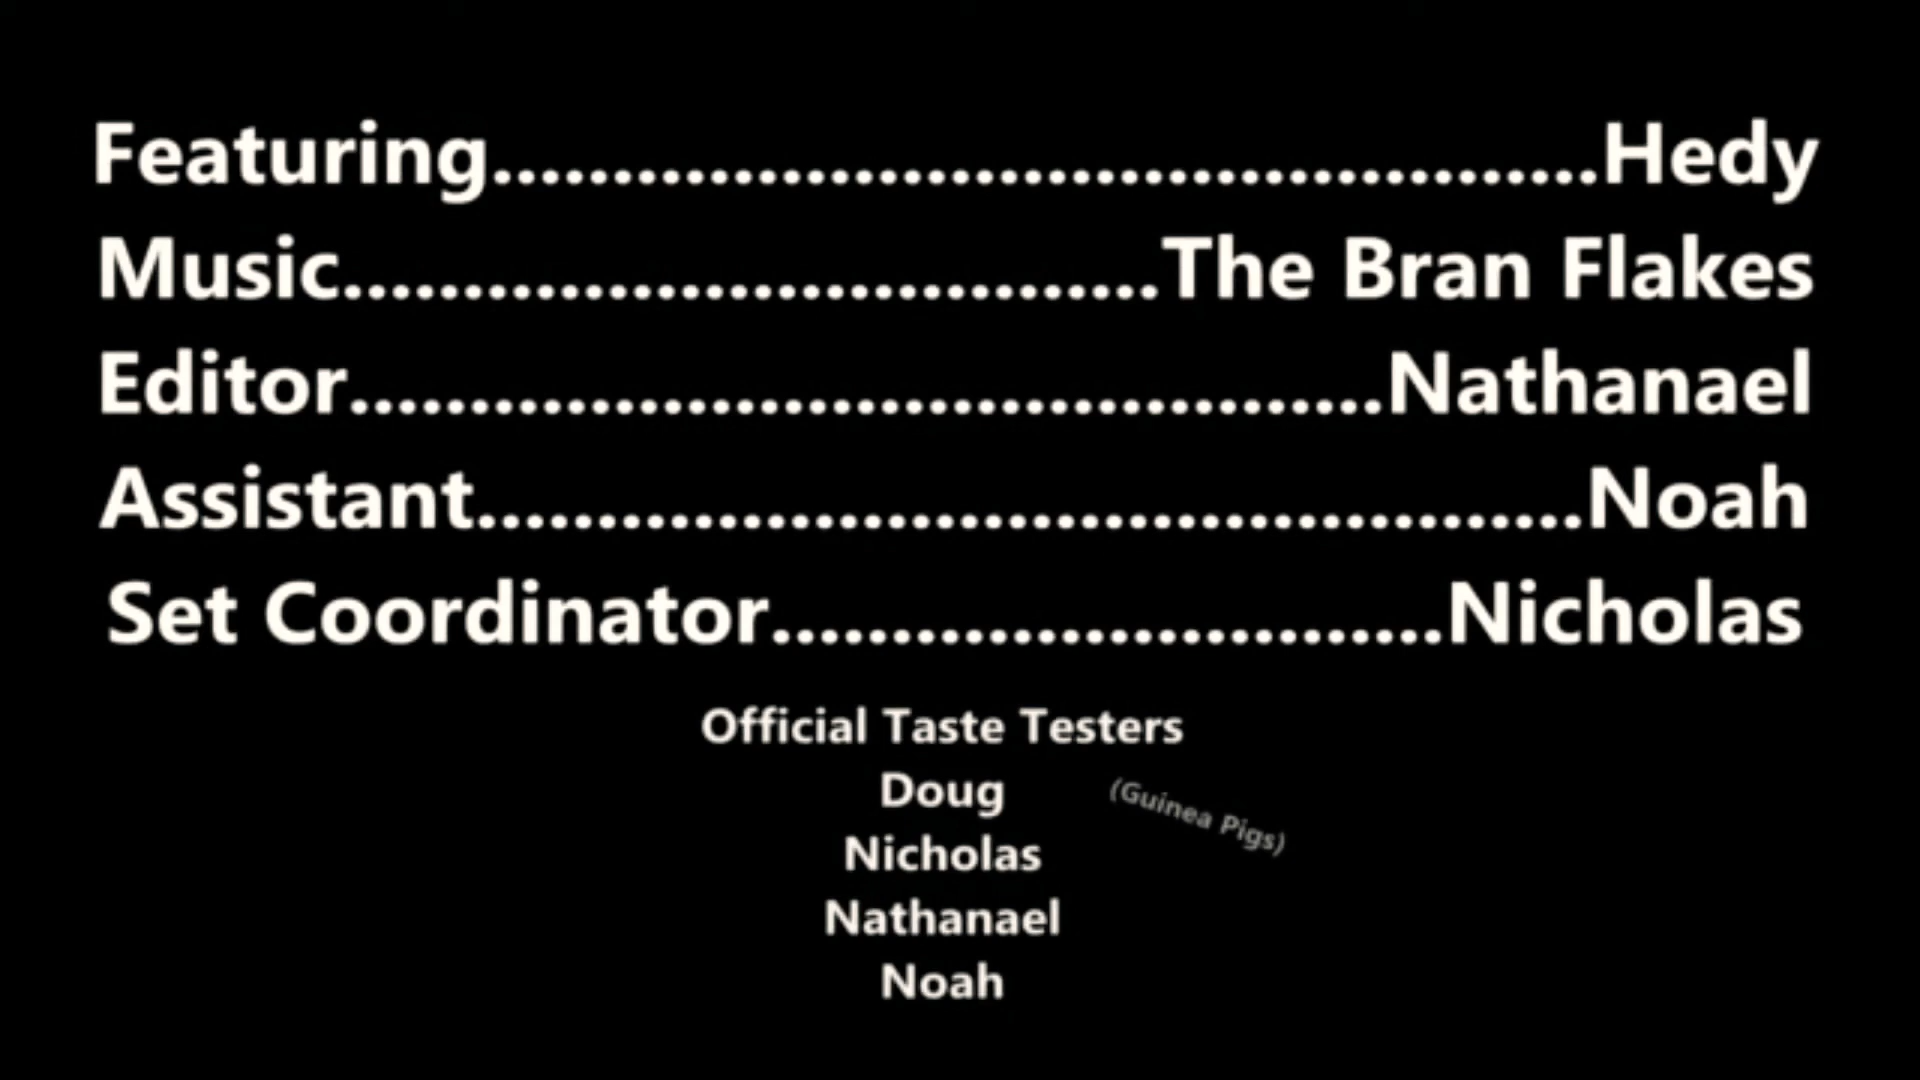 Featuring..............................................Hedy
Music..................................The Bran Flakes
Editor...........................................Nathanael
Assistant..............................................Noah
Set Coordinator............................Nicholas
Official Taste Testers
Doug
(Guinea Pigs)
Nicholas
Nathanael
Noah